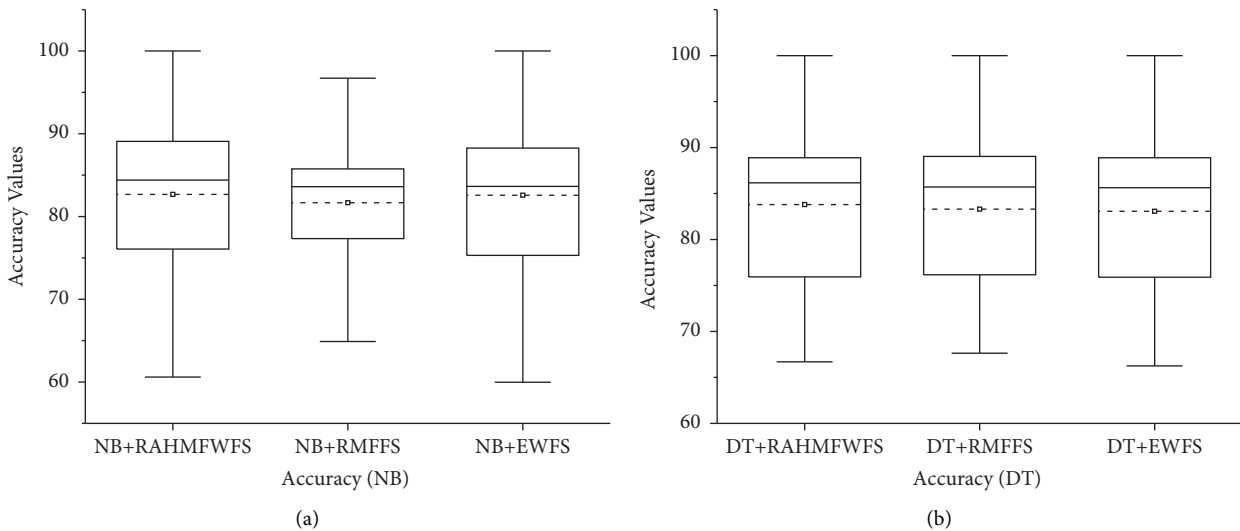 Accuracy Values
100
90
80
70
60
NB+RAHMFWFS
NB+RMFFS
NB+EWFS
Accuracy (NB)
(a)
Accuracy Values
100
90
80
70
60
DT+RAHMFWFS
DT+RMFFS
DT+EWFS
Accuracy (DT)
(b)